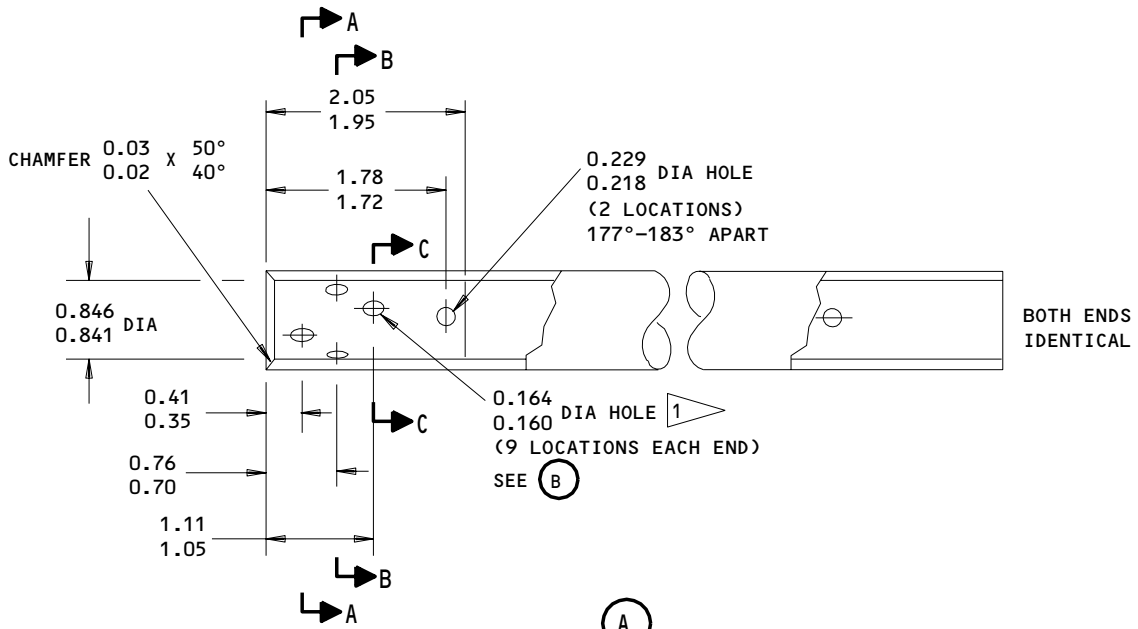 A
B
2.05
1.95
CHAMFER 0.03 X 50°
0.02 40°
1.78
1.72
0.229
0.218 DIA HOLE
(2 LOCATIONS)
177°-183° APART
C
0.846
0.841 DIA
BOTH ENDS
IDENTICAL
0.41
0.35
C
0.164
0.160 DIA HOLE 1
(9 LOCATIONS EACH END)
SEE B
0.76
0.70
1.11
1.05
B
A
A